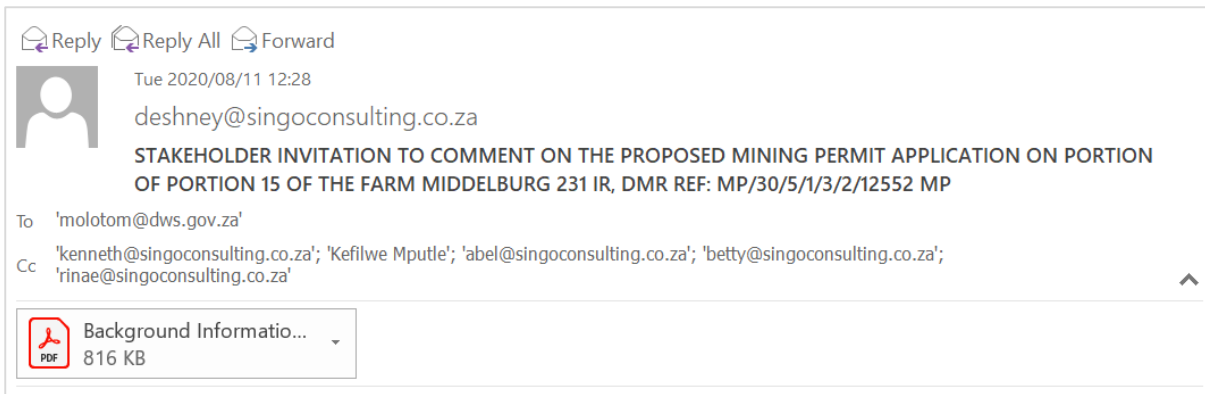 Reply Reply All Forward
Tue 2020/08/11 12:28
deshney@singoconsulting.co.za
STAKEHOLDER INVITATION TO COMMENT ON THE PROPOSED MINING PERMIT APPLICATION ON PORTION
OF PORTION 15 OF THE FARM MIDDELBURG 231 IR, DMR REF: MP/30/5/1/3/2/12552 MP
To 'molotom@dws.gov.za'
Cc 'kenneth@singoconsulting.co.za'; 'Kefilwe Mputle'; 'abel@singoconsulting.co.za'; 'betty@singoconsulting.co.za';
'rinae@singoconsulting.co.za'
PDF
Background Informatio...
816 KB